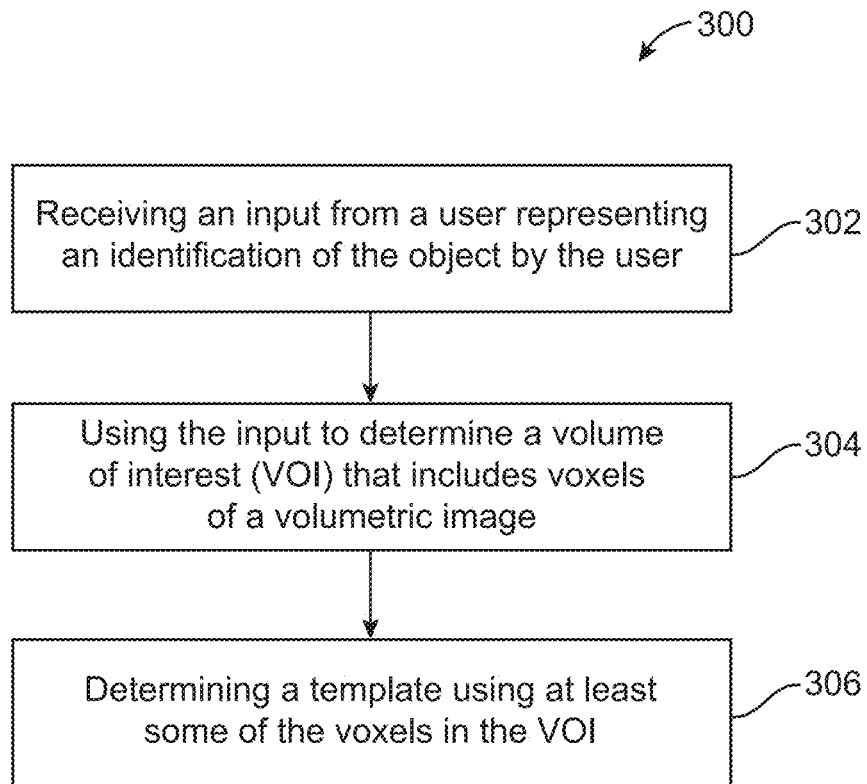 300
Receiving an input from a user representing
an identification of the object by the user
302
Using the input to determine a volume
of interest (VOI) that includes voxels
of a volumetric image
304
Determining a template using at least
some of the voxels in the VOI
306